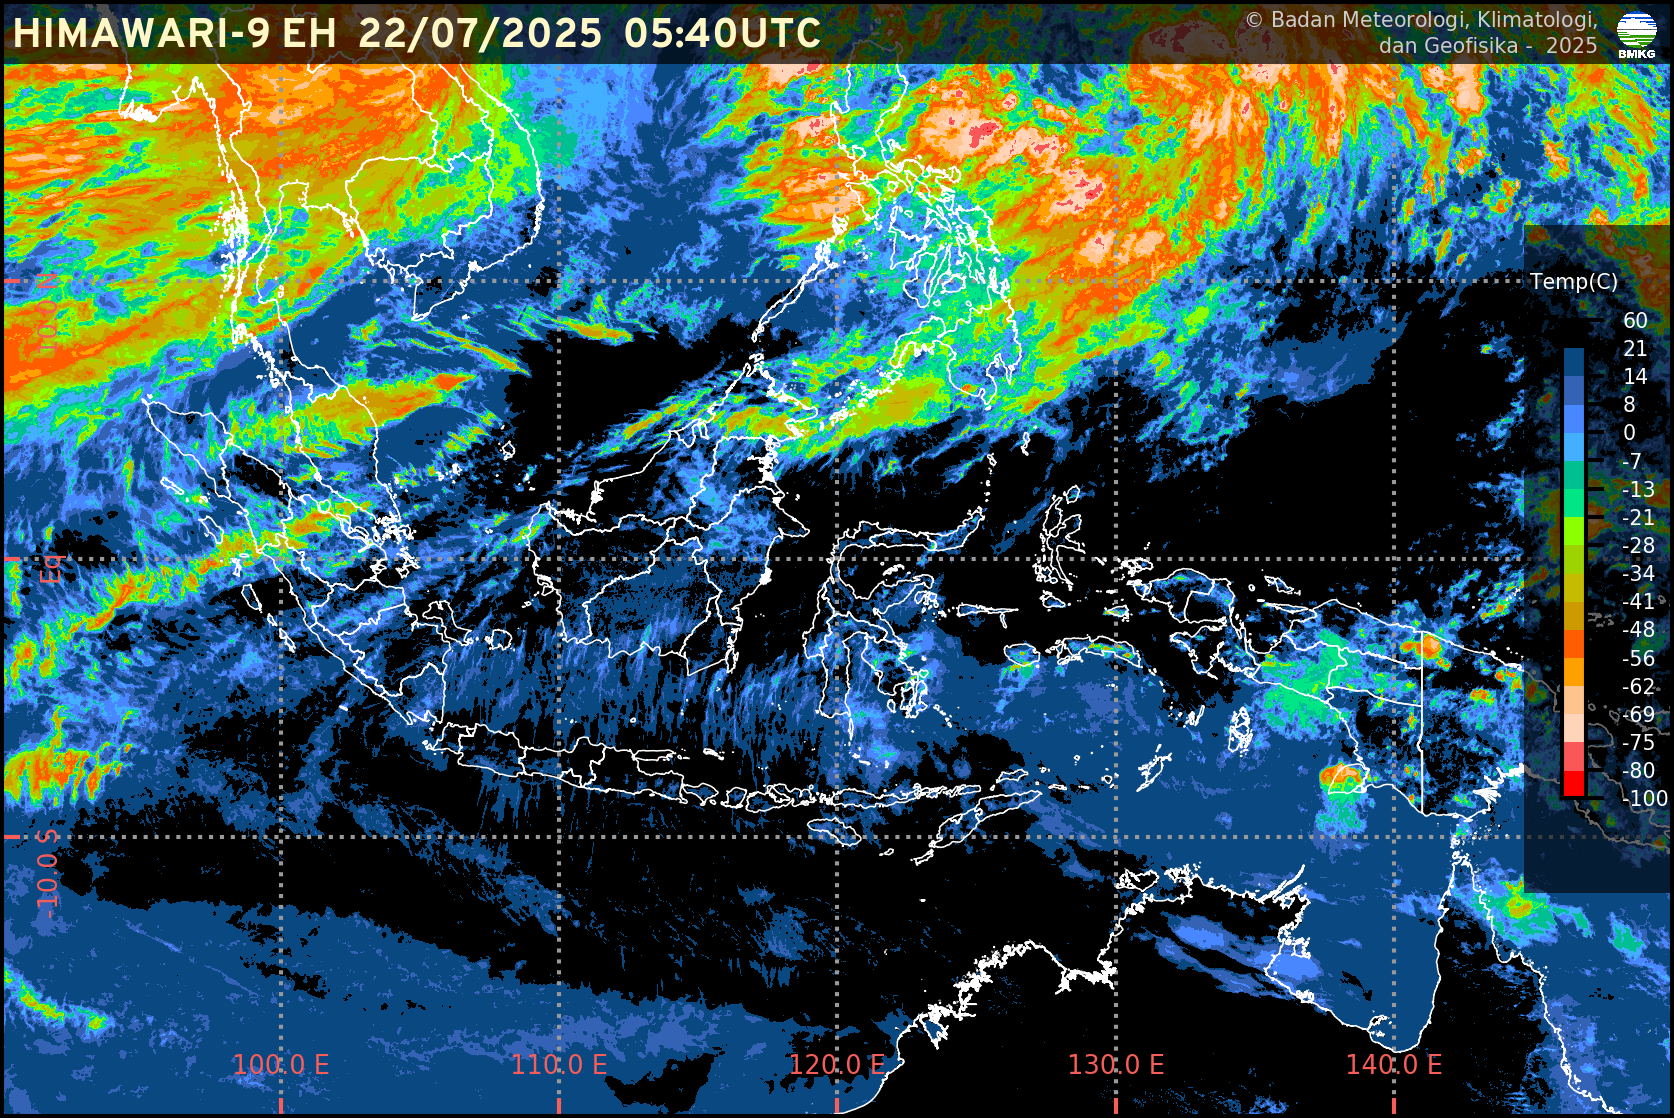 HIMAWARI-9 EH 22/07/2025 05:40UTC
© Badan Meteorologi, Klimatologi,
dan Geofisika - 2025
BMKG
Temp(C)
60
21
14
8
0
-7
-13
-21
-28
-34
-41
-48
-56
-62
-69
-75
-80
-100
10.0 N
Eq
-10.0 S
100.0 E
110.0 E
120.0 E
130.0 E
140.0 E